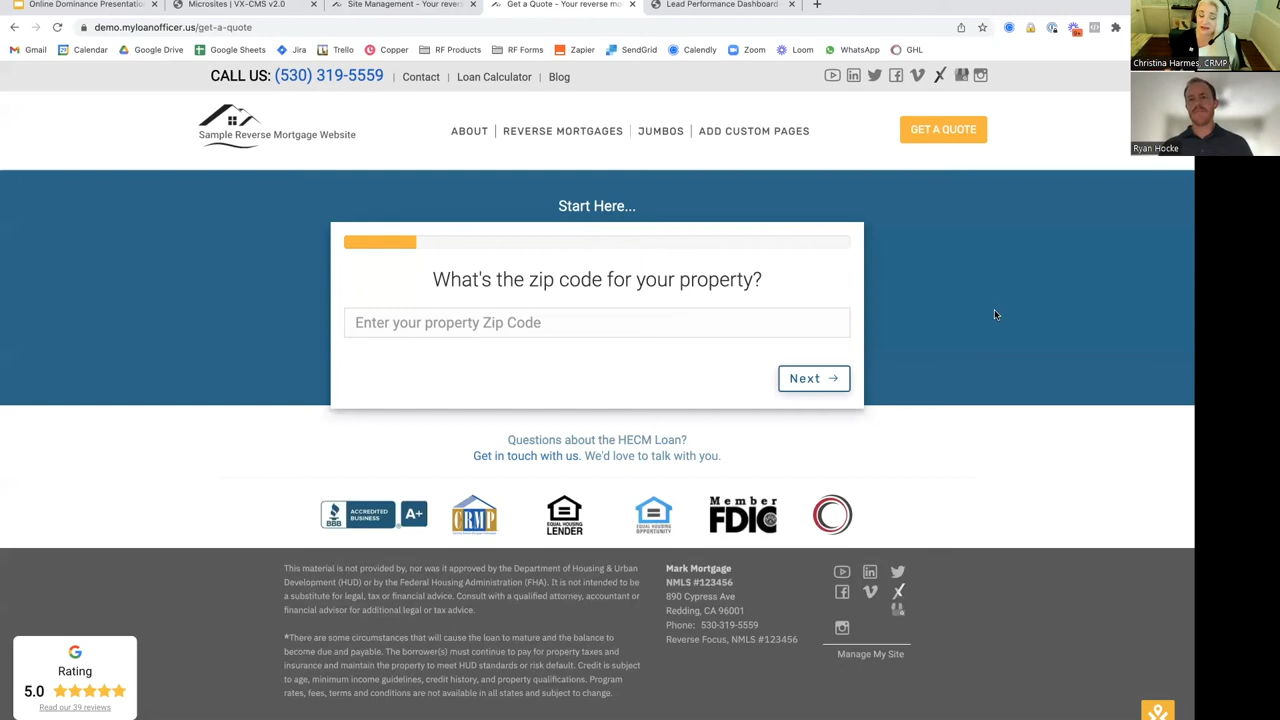 Online Dominance Presentatio
Microsites | VX-CMS v2.0
Site Management - Your rever
Get a Quote - Your reverse mo
Lead Performance Dashboard
demo.myloanofficer.us/get-a-quote
Gmail
Calendar
Google Drive
Google Sheets
Jira
Trello
Copper
RF Products
RF Forms
Zapier
SendGrid
Calendly
Zoom
Loom
WhatsApp
GHL
Christina Harmes, CRMP
Ryan Hocke
CALL US: (530) 319-5559
Contact
Loan Calculator
Blog
Sample Reverse Mortgage Website
ABOUT
REVERSE MORTGAGES
JUMBOS
ADD CUSTOM PAGES
GET A QUOTE
Start Here...
What's the zip code for your property?
Enter your property Zip Code
Next →
Questions about the HECM Loan?
Get in touch with us. We'd love to talk with you.
BBB
ACCREDITED
BUSINESS
A+
CRMP
EQUAL HOUSING
LENDER
EQUAL HOUSING
OPPORTUNITY
Member
FDIC
This material is not provided by, nor was it approved by the Department of Housing & Urban
Development (HUD) or by the Federal Housing Administration (FHA). It is not intended to
be a substitute for legal, tax or financial advice. Consult with a qualified attorney, accountant or
financial advisor for additional legal or tax advice.
*There are some circumstances that will cause the loan to mature and the balance to
become due and payable. The borrower(s) must continue to pay for property taxes and
insurance and maintain the property to meet HUD standards or risk default. Credit is subject
to age, minimum income guidelines, credit history, and property qualifications. Program
rates, fees, terms and conditions are not available in all states and subject to change.
Mark Mortgage
NMLS #123456
890 Cypress Ave
Redding, CA 96001
Phone: 530-319-5559
Reverse Focus, NMLS #123456
Manage My Site
Rating
5.0
Read our 39 reviews